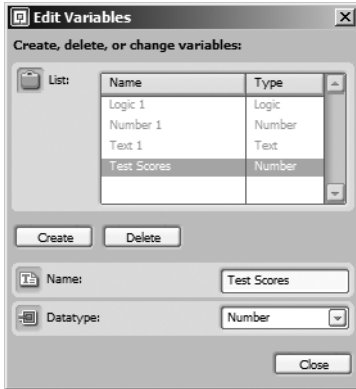 Edit Variables
Create, delete, or change variables:
List:
Name Type
Logic 1 Logic
Number 1 Number
Text 1 Text
Test Scores Number
Create Delete
Name: Test Scores
Datatype: Number
Close